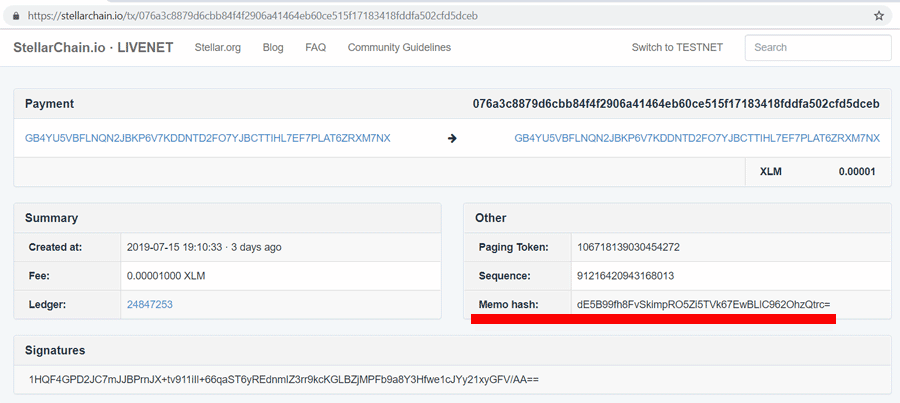 https://stellarchain.io/tx/076a3c8879d6cbb84f4f2906a41464eb60ce515f17183418fddfa502cfd5dceb
StellarChain.io · LIVENET Stellar.org Blog FAQ Community Guidelines Switch to TESTNET Search
Payment 076a3c8879d6cbb84f4f2906a41464eb60ce515f17183418fddfa502cfd5dceb
GB4YU5VBFLNQN2JBKP6V7KDDNTD2FO7YJBCTTIHL7EF7PLAT6ZRXM7NX → GB4YU5VBFLNQN2JBKP6V7KDDNTD2FO7YJBCTTIHL7EF7PLAT6ZRXM7NX
XLM 0.00001
Summary
Created at: 2019-07-15 19:10:33 · 3 days ago
Fee: 0.00001000 XLM
Ledger: 24847253
Other
Paging Token: 106718139030454272
Sequence: 91216420943168013
Memo hash: dE5B99fh8FvSkimpRO5Zi5TVk67EwBLlC962OhzQtrc=
Signatures
1HQF4GPD2JC7mJJBPrnJX+tv911iIl+66qaST6yREdnmIZ3rr9kcKGLBZjMPFb9a8Y3Hfwe1cJYy21xyGFV/AA==